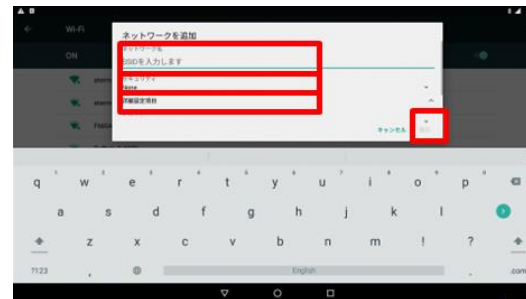 Wi-Fi
ON
ネットワークを追加
ネットワーク名
SSIDを入力します
セキュリティ
None
詳細設定項目
キャンセル
q w e r t y u i o p
a s d f g h j k l
z x c v b n m ! ?
?123 , English . .com